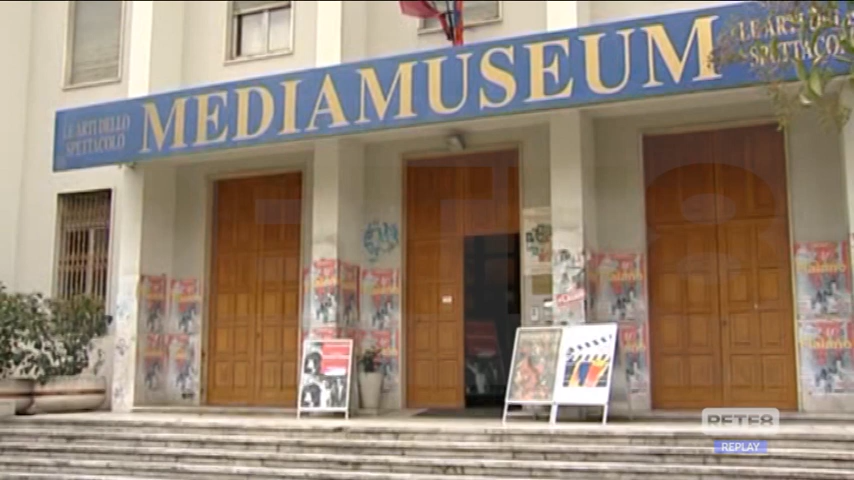 MEDIAMUSEUM
LE ARTI DELLO
SPETTACOLO
LE ARTI DELLO
SPETTACOLO
RETE8
REPLAY